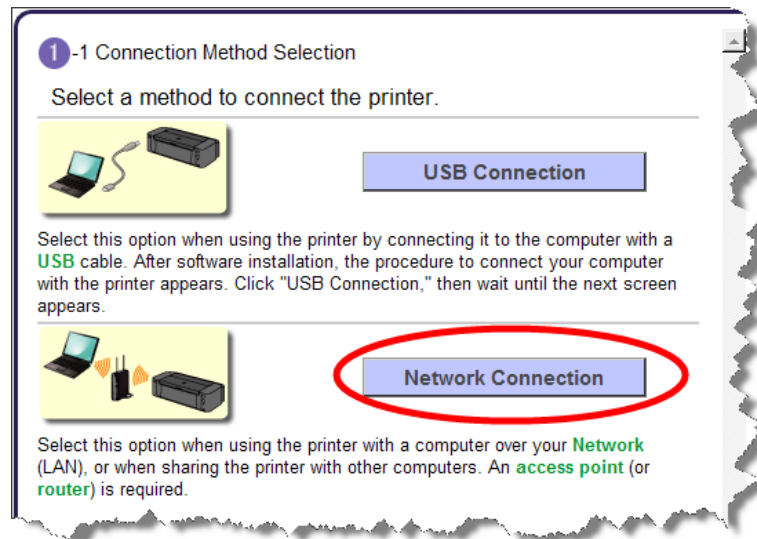 1-1 Connection Method Selection
Select a method to connect the printer.
USB Connection
Select this option when using the printer by connecting it to the computer with a
USB cable. After software installation, the procedure to connect your computer
with the printer appears. Click "USB Connection," then wait until the next screen
appears.
Network Connection
Select this option when using the printer with a computer over your Network
(LAN), or when sharing the printer with other computers. An access point (or
router) is required.